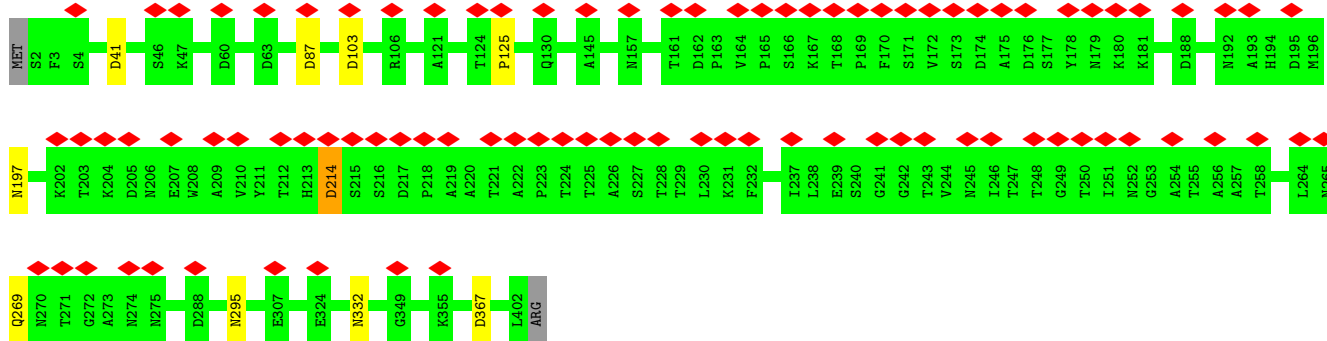 MET S2 F3 S4 D41 S46 K47 D60 D63 D87 D103 R106 A121 T124 P125 Q130 A145 N157 T161 D162 P163 V164 P165 S166 K167 T168 P169 F170 S171 V172 S173 D174 A175 D176 S177 Y178 N179 K180 K181 D188 N192 A193 H194 D195 M196
N197 K202 T203 K204 D205 N206 E207 W208 A209 V210 Y211 T212 H213 D214 S215 S216 D217 P218 A219 A220 T221 A222 P223 T224 T225 A226 S227 T228 T229 L230 K231 F232 I237 L238 E239 S240 G241 G242 T243 V244 N245 I246 T247 T248 G249 T250 I251 N252 G253 A254 T255 A256 A257 T258 L264 N265
Q269 N270 T271 G272 A273 N274 N275 D288 N295 E307 E324 N332 G349 K355 D367 L402 ARG